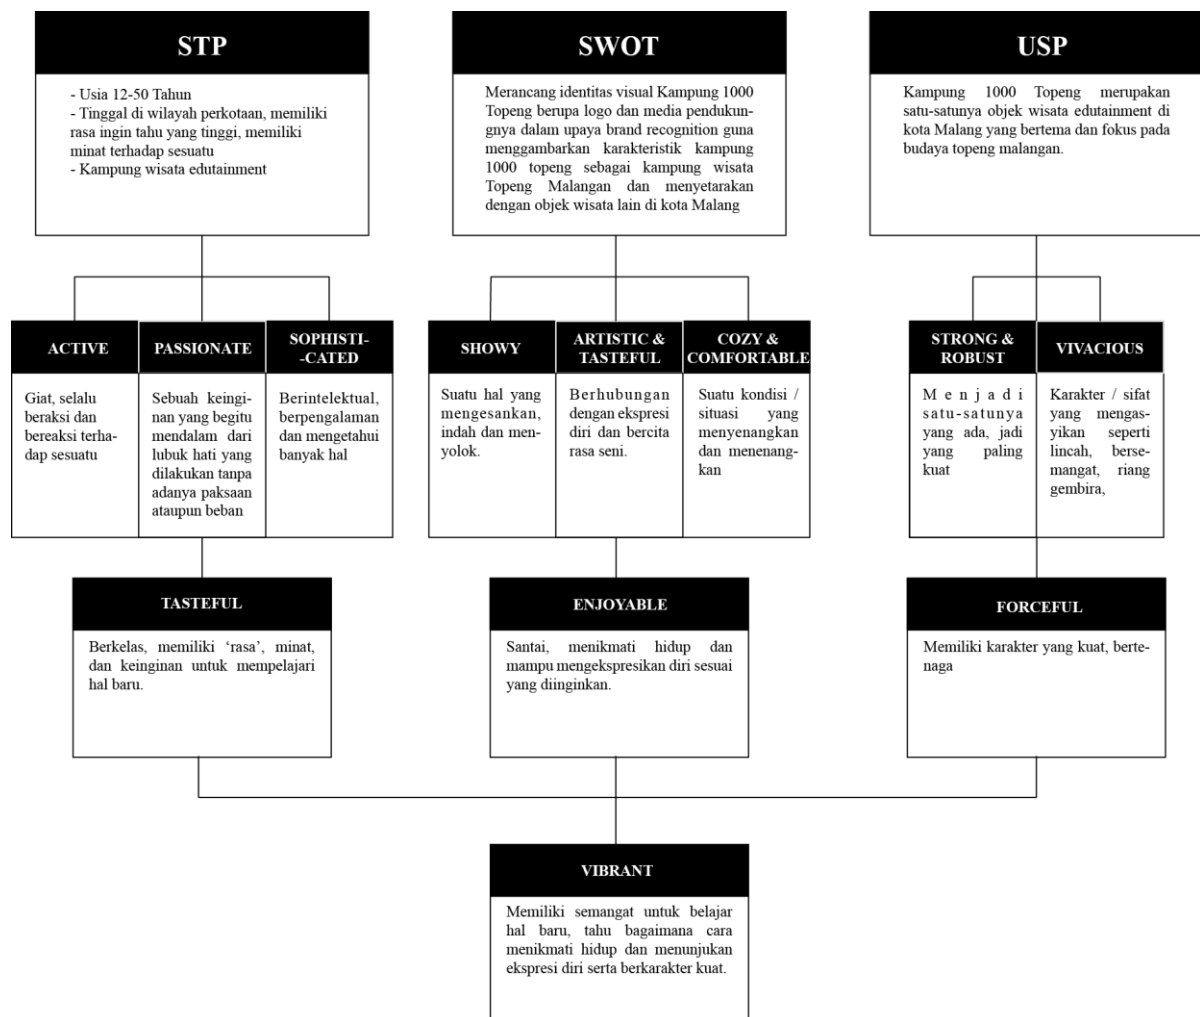 STP
- Usia 12-50 Tahun
- Tinggal di wilayah perkotaan, memiliki
rasa ingin tahu yang tinggi, memiliki
minat terhadap sesuatu
- Kampung wisata edutainment
SWOT
Merancang identitas visual Kampung 1000
Topeng berupa logo dan media pendukun-
gnya dalam upaya brand recognition guna
menggambarkan karakteristik kampung
1000 topeng sebagai kampung wisata
Topeng Malangan dan menyetarakan
dengan objek wisata lain di kota Malang
USP
Kampung 1000 Topeng merupakan
satu-satunya objek wisata edutainment di
kota Malang yang bertema dan fokus pada
budaya topeng malangan.
ACTIVE
Giat, selalu
beraksi dan
bereaksi terha-
dap sesuatu
PASSIONATE
Sebuah keingi-
nan yang begitu
mendalam dari
lubuk hati yang
dilakukan tanpa
adanya paksaan
ataupun beban
SOPHISTI-
-CATED
Berintelektual,
berpengalaman
dan mengetahui
banyak hal
SHOWY
Suatu hal yang
mengesankan,
indah dan men-
yolok.
ARTISTIC &
TASTEFUL
Berhubungan
dengan ekspresi
diri dan bercita
rasa seni.
COZY &
COMFORTABLE
Suatu kondisi /
situasi yang
menyenangkan
dan menenang-
kan
STRONG &
ROBUST
Menjadi
satu-satunya
yang ada, jadi
yang paling
kuat
VIVACIOUS
Karakter / sifat
yang mengas-
yikan seperti
lincah, berse-
mangat, riang
gembira,
TASTEFUL
Berkelas, memiliki ‘rasa’, minat,
dan keinginan untuk mempelajari
hal baru.
ENJOYABLE
Santai, menikmati hidup dan
mampu mengekspresikan diri sesuai
yang diinginkan.
FORCEFUL
Memiliki karakter yang kuat, berte-
naga
VIBRANT
Memiliki semangat untuk belajar
hal baru, tahu bagaimana cara
menikmati hidup dan menunjukan
ekspresi diri serta berkarakter kuat.